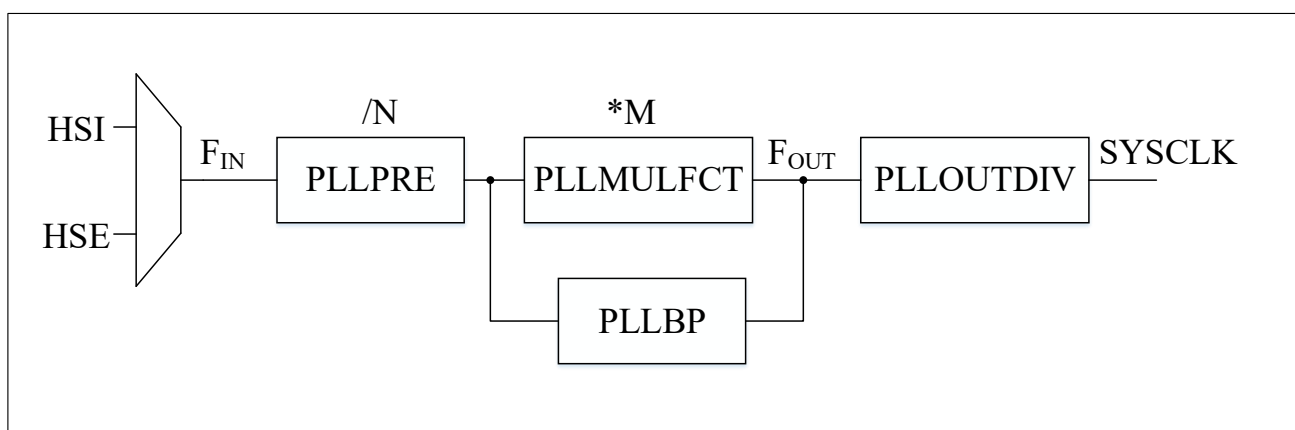 /N
*M
HSI
F_IN
F_OUT
SYSCLK
PLLPRE
PLLMULFCT
PLLOUTDIV
HSE
PLLBP